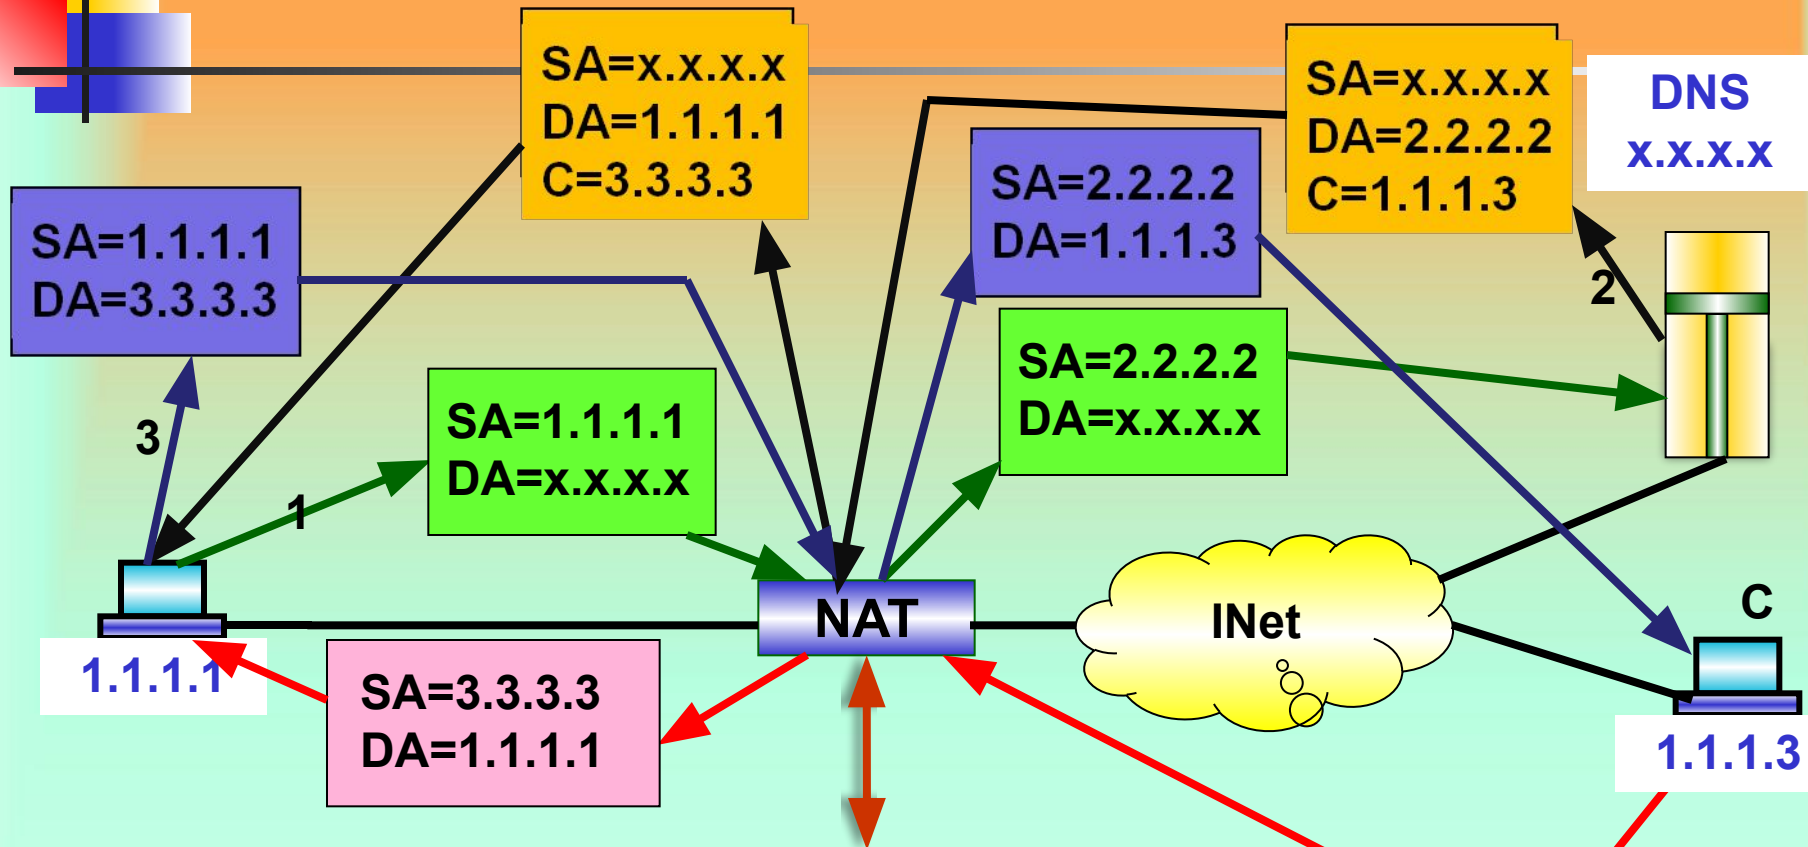 SA=x.x.x.x
DA=1.1.1.1
C=3.3.3.3
SA=x.x.x.x
DA=2.2.2.2
C=1.1.1.3
DNS
x.x.x.x
SA=2.2.2.2
DA=1.1.1.3
SA=1.1.1.1
DA=3.3.3.3
2
SA=2.2.2.2
DA=x.x.x.x
SA=1.1.1.1
DA=x.x.x.x
3
1
NAT
INet
C
1.1.1.1
SA=3.3.3.3
DA=1.1.1.1
1.1.1.3